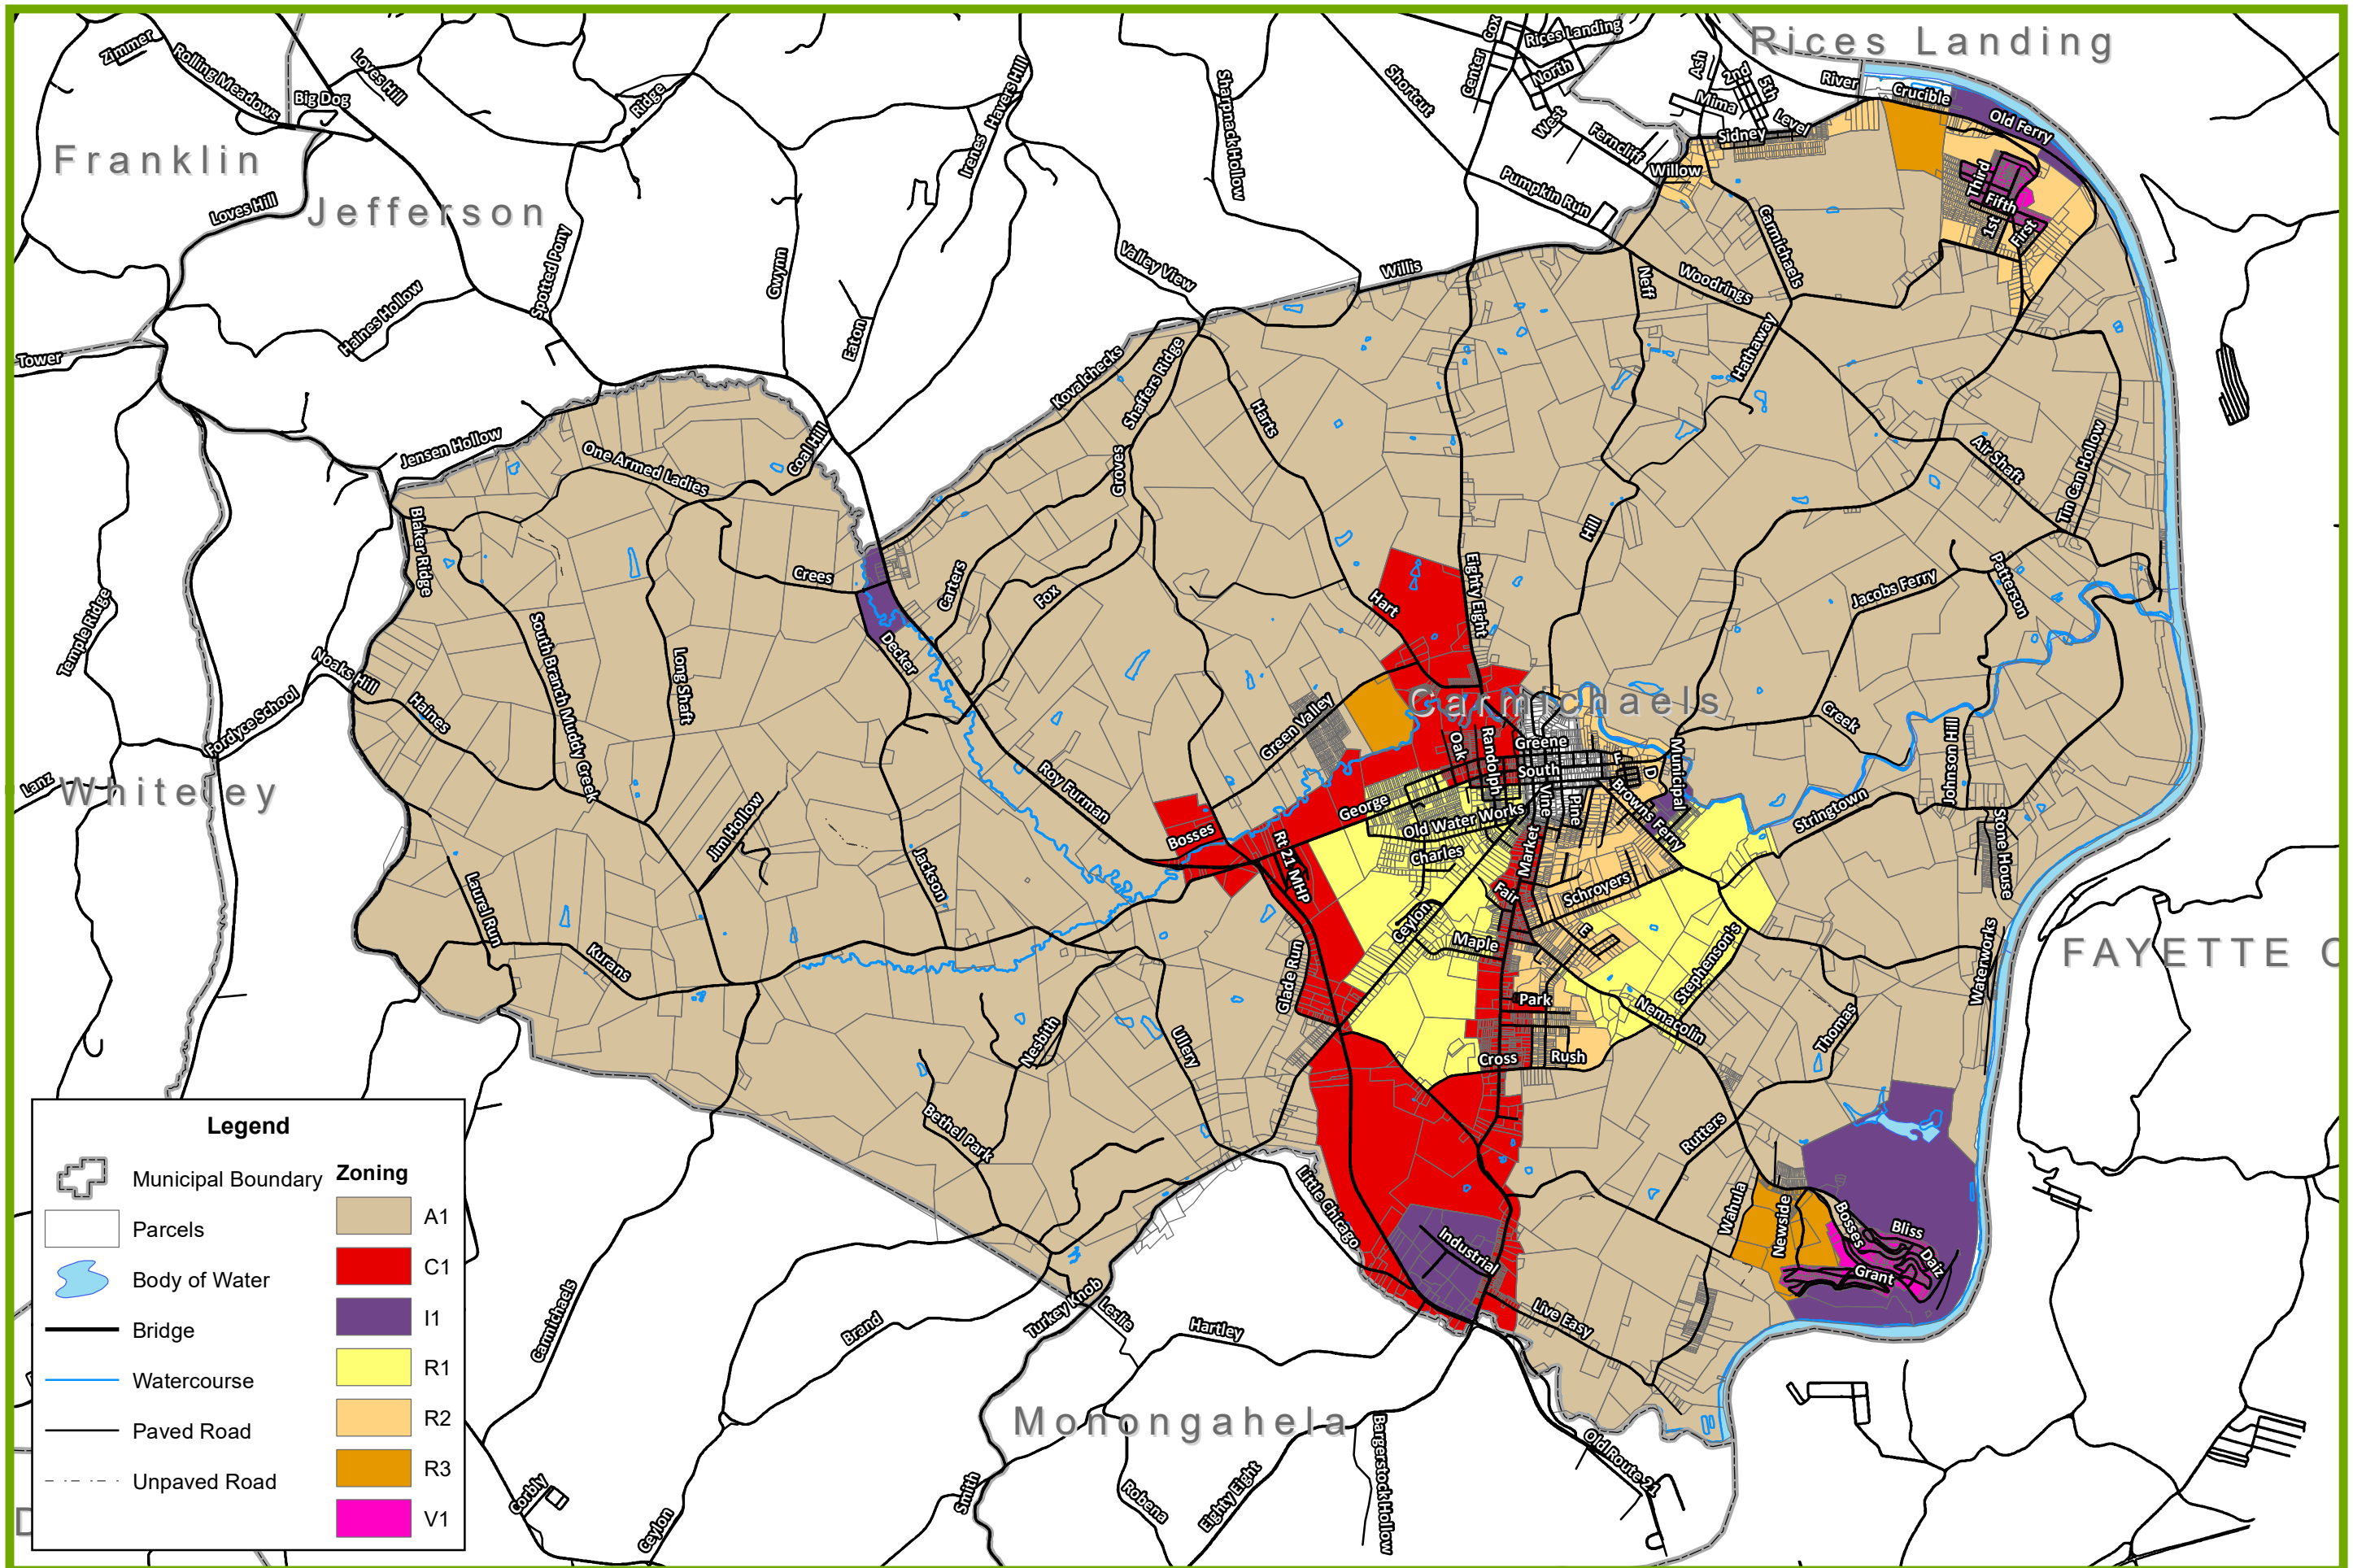 Rices Landing
Franklin
Jefferson
Carmichaels
Whiteley
FAYETTE C
Monongahela
D
Zimmer
Rolling Meadows
Big Dog
Loves Hill
Ridge
Havers Hill
Irenes
Sharpnack Hollow
Shortcut
Center
Cox
Rices Landing
North
West
Ferncliff
Ash
2nd
5th
Mima
Sidney
Level
River
Crucible
Old Ferry
Willow
Pumpkin Run
Third
Fifth
1st
First
Carmichaels
Loves Hill
Spotted Pony
Gwynn
Eaton
Haines Hollow
Tower
Valley View
Willis
Neff
Woodrings
Hathaway
Kovalchecks
Shaffers Ridge
Harts
Groves
Jensen Hollow
One Armed Ladies
Coal Hill
Air Shaft
Tin Can Hollow
Hill
Blaker Ridge
Crees
Carters
Fox
Decker
Hart
Eighty Eight
Jacobs Ferry
Patterson
Temple Ridge
Noaks Hill
Fordyce School
Haines
South Branch Muddy Creek
Long Shaft
Green Valley
Roy Furman
Oak
Randolph
Greene
South
Vine
Pine
F
D
Municipal
Browns Ferry
Creek
Johnson Hill
Stringtown
Stone House
Lanz
Jim Hollow
Jackson
Bosses
Rt 21 MHP
George
Old Water Works
Charles
Market
Fair
Schroyers
E
Ceylon
Maple
Laurel Run
Kurans
Glade Run
Park
Nemacolin
Stephenson's
Waterworks
Thomas
Nesbith
Ullery
Cross
Rush
Bethel Park
Rutters
Little Chicago
Industrial
Wahula
Newside
Bosses
Bliss
Daiz
Grant
Live Easy
Turkey Knob
Leslie
Hartley
Brand
Carmichaels
Corbly
Ceylon
Smith
Robena
Eighty Eight
Bargerstock Hollow
Old Route 21
Legend
Municipal Boundary
Parcels
Body of Water
Bridge
Watercourse
Paved Road
Unpaved Road
Zoning
A1
C1
I1
R1
R2
R3
V1